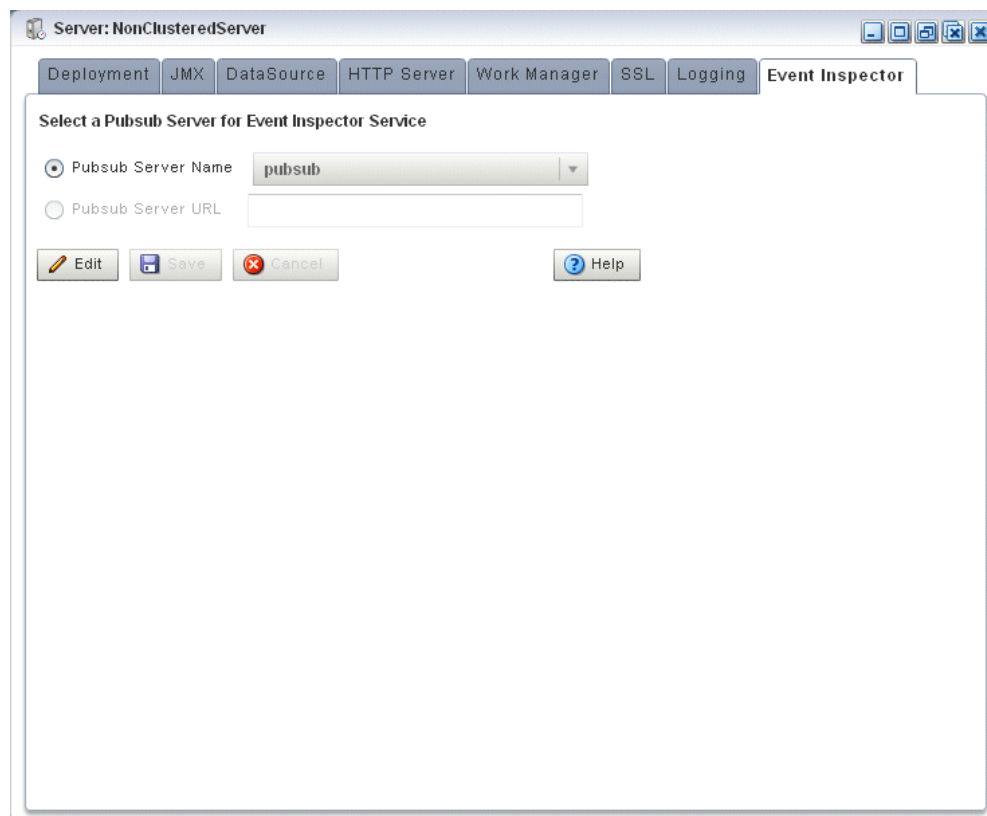 Server: NonClusteredServer
Deployment JMX DataSource HTTP Server Work Manager SSL Logging Event Inspector
Select a Pubsub Server for Event Inspector Service
Pubsub Server Name pubsub
Pubsub Server URL
Edit Save Cancel ? Help